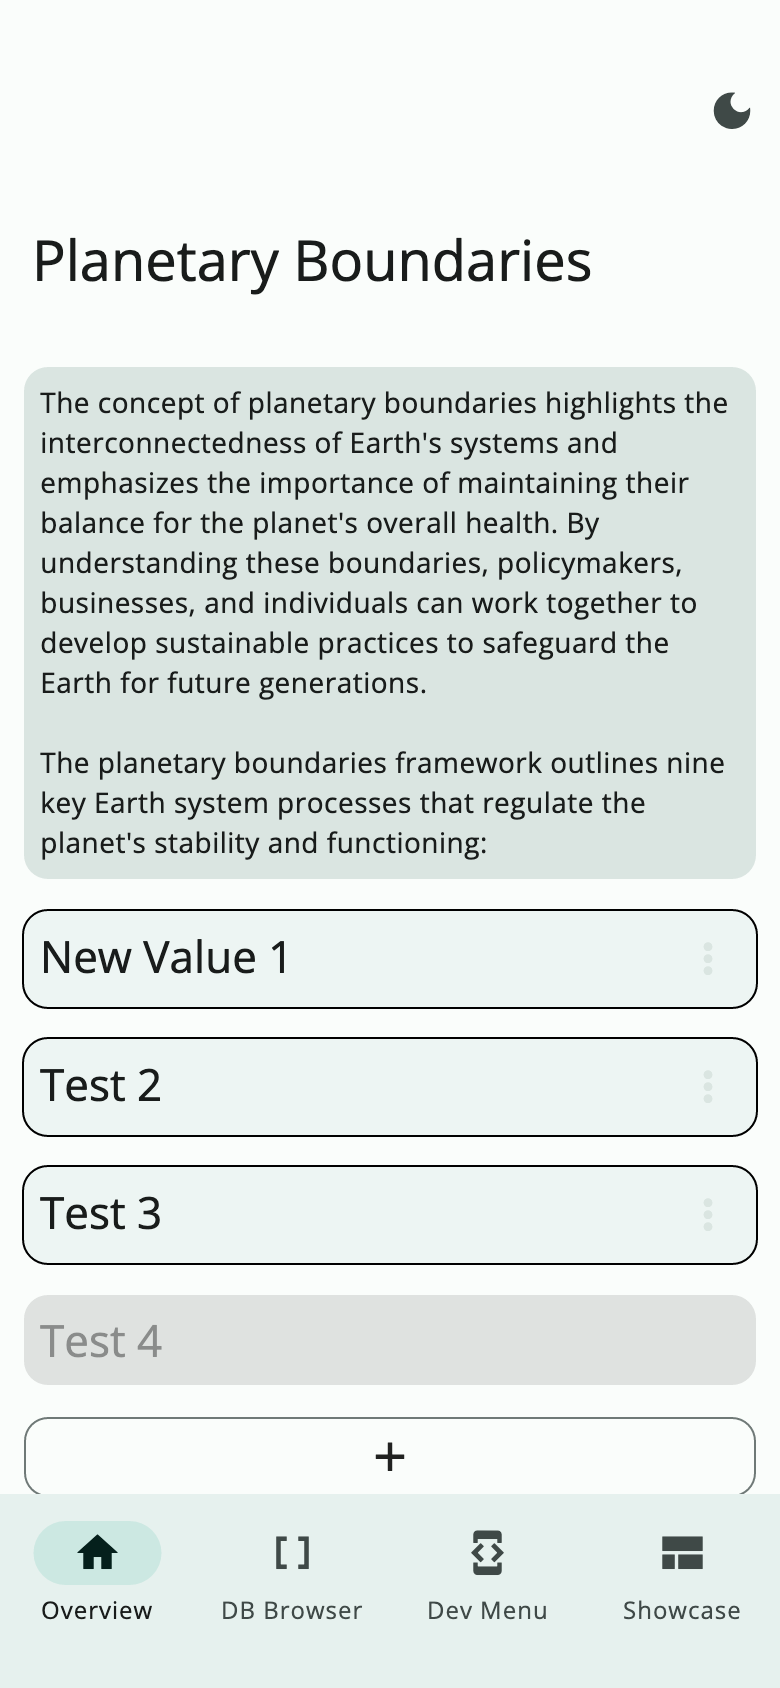 Planetary Boundaries
The concept of planetary boundaries highlights the
interconnectedness of Earth's systems and
emphasizes the importance of maintaining their
balance for the planet's overall health. By
understanding these boundaries, policymakers,
businesses, and individuals can work together to
develop sustainable practices to safeguard the
Earth for future generations.
The planetary boundaries framework outlines nine
key Earth system processes that regulate the
planet's stability and functioning:
New Value 1
Test 2
Test 3
Test 4
+
Overview
DB Browser
Dev Menu
Showcase